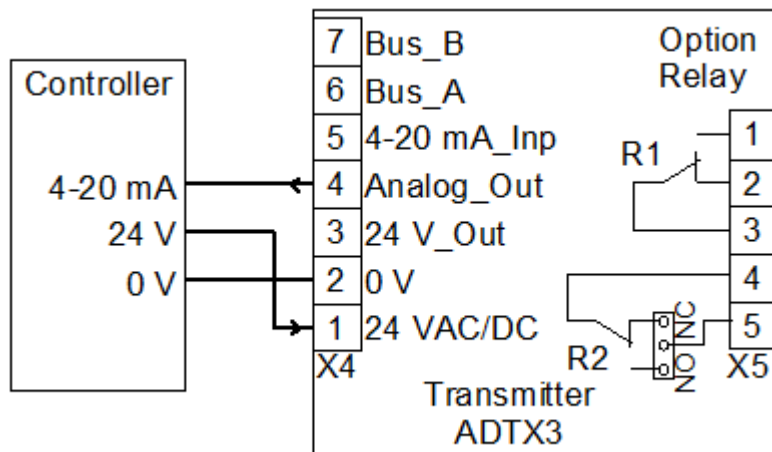 Controller
4-20 mA
24 V
0 V
7 Bus_B
6 Bus_A
5 4-20 mA_Inp
4 Analog_Out
3 24 V_Out
2 0 V
1 24 VAC/DC
X4
Option
Relay
R1
1
2
3
4
5
R2
NC
NO
X5
Transmitter
ADTX3